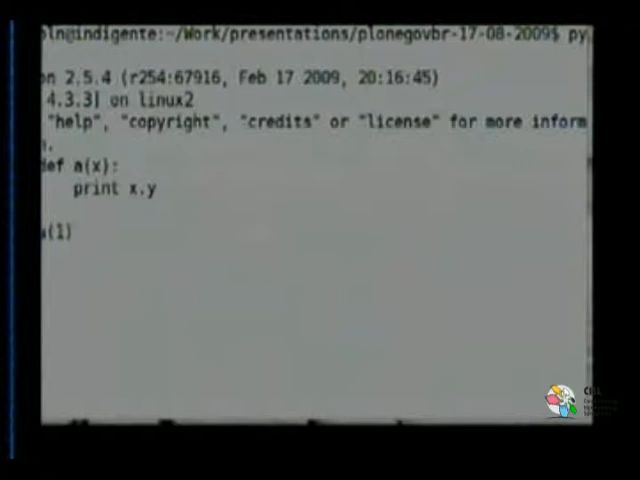 oln@indigente:~/Work/presentations/plonegovbr-17-08-2009$ py
on 2.5.4 (r254:67916, Feb 17 2009, 20:16:45)
4.3.3] on linux2
"help", "copyright", "credits" or "license" for more inform
n.
def a(x):
print x.y
a(1)